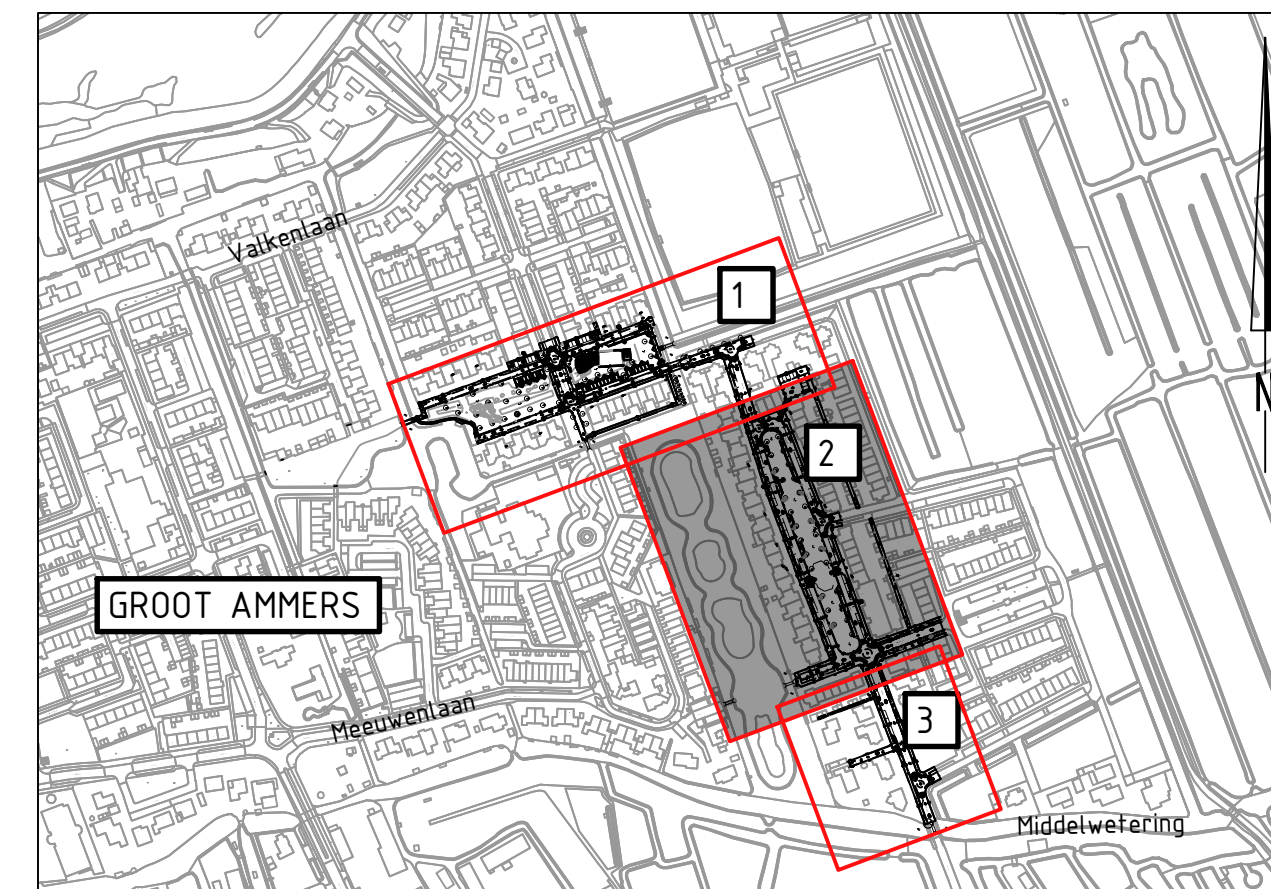 Valkenlaan
1
2
GROOT AMMERS
3
Meeuwenlaan
Middelwetering
N